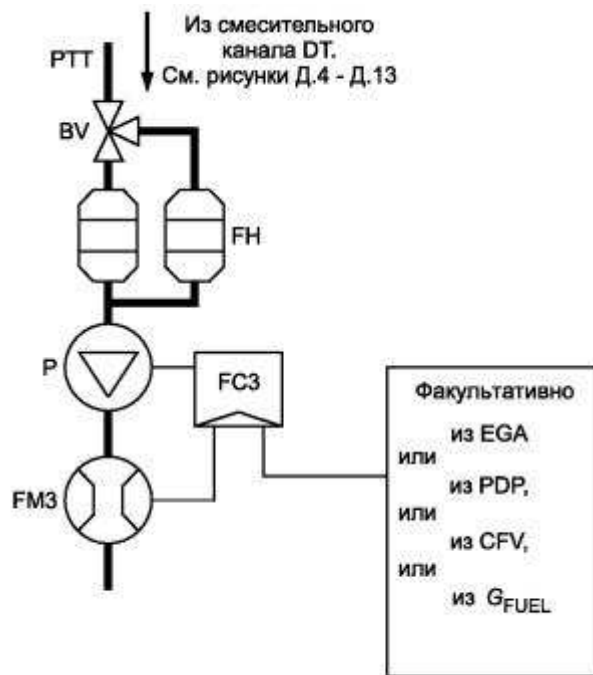 Из смесительного
канала DT.
См. рисунки Д.4 - Д.13
PTT
BV
FH
P
FC3
FM3
Факультативно
из EGA
или
из PDP,
или
из CFV,
или
из GFUEL